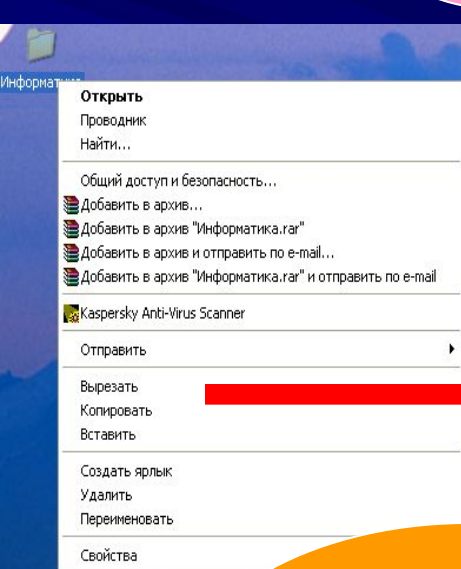 Информат
Открыть
Проводник
Найти...
Общий доступ и безопасность...
Добавить в архив...
Добавить в архив "Информатика.rar"
Добавить в архив и отправить по e-mail...
Добавить в архив "Информатика.rar" и отправить по e-mail
Kaspersky Anti-Virus Scanner
Отправить
Вырезать
Копировать
Вставить
Создать ярлык
Удалить
Переименовать
Свойства